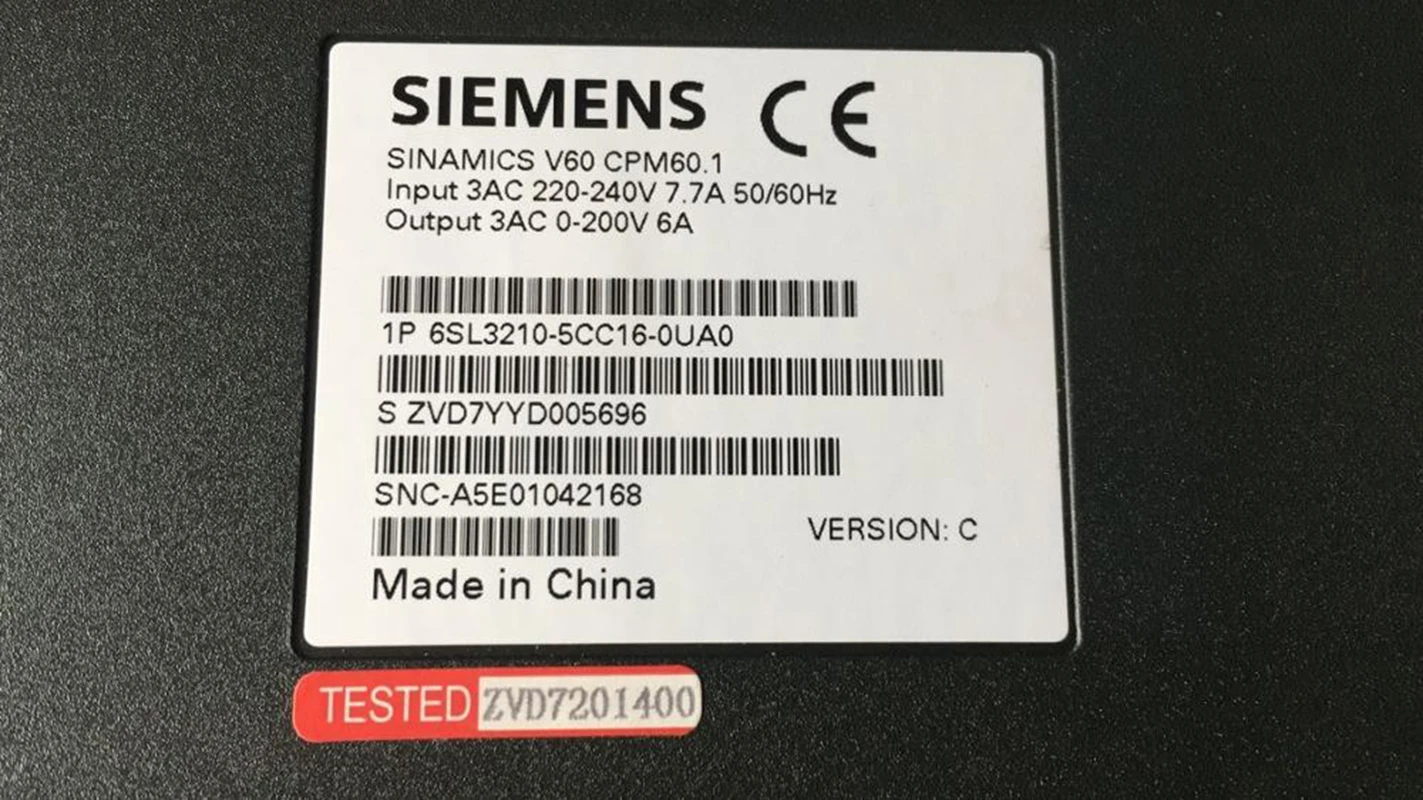 SIEMENS CE
SINAMICS V60 CPM60.1
Input 3AC 220-240V 7.7A 50/60Hz
Output 3AC 0-200V 6A
1P 6SL3210-5CC16-0UA0
S ZVD7YYD005696
SNC-A5E01042168
VERSION: C
Made in China
TESTED ZVD7201400